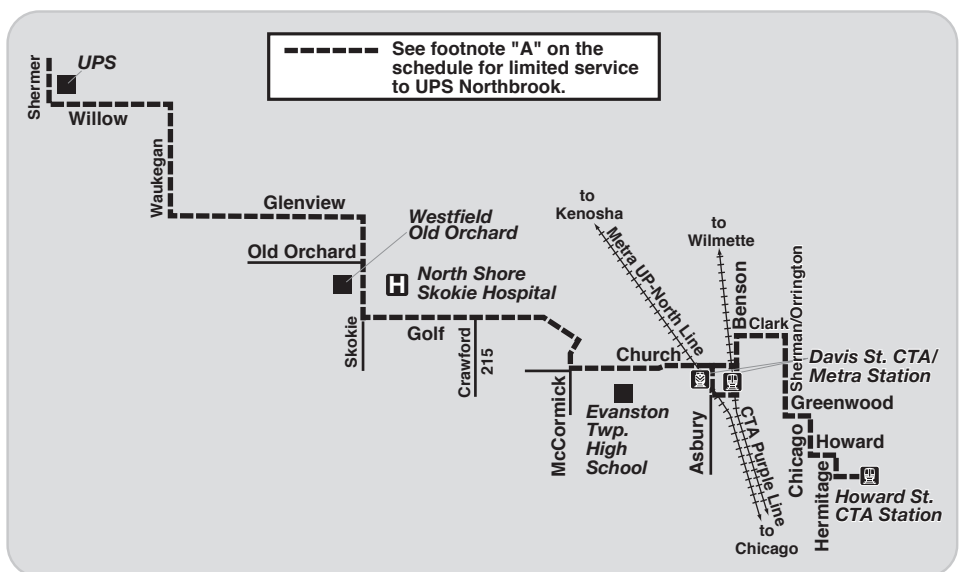 See footnote "A" on the
schedule for limited service
to UPS Northbrook.
Shermer
UPS
Willow
Waukegan
Glenview
Westfield
Old Orchard
Old Orchard
H
North Shore
Skokie Hospital
Skokie
Golf
Crawford
215
McCormick
Church
Evanston
Twp.
High
School
to
Kenosha
Metra UP-North Line
to
Wilmette
Benson
Clark
Sherman/Orrington
Davis St. CTA/
Metra Station
Asbury
CTA Purple Line
to
Chicago
Greenwood
Chicago
Howard
Hermitage
Howard St.
CTA Station